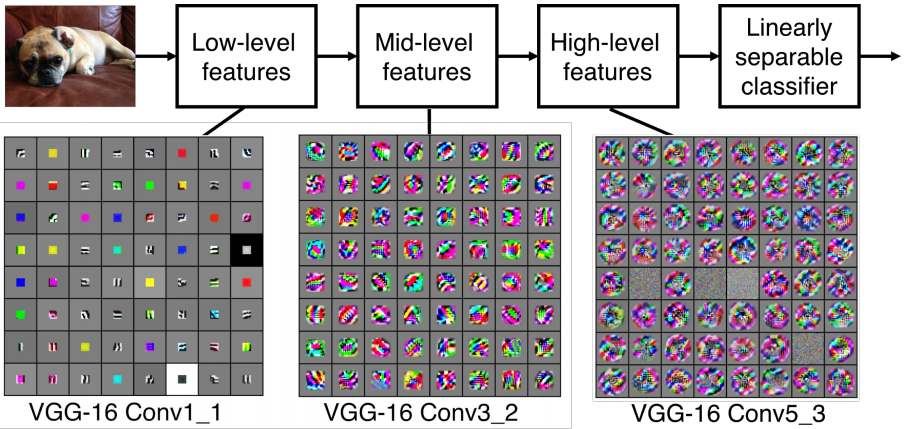 Low-level
features
Mid-level
features
High-level
features
Linearly
separable
classifier
VGG-16 Conv1_1
VGG-16 Conv3_2
VGG-16 Conv5_3